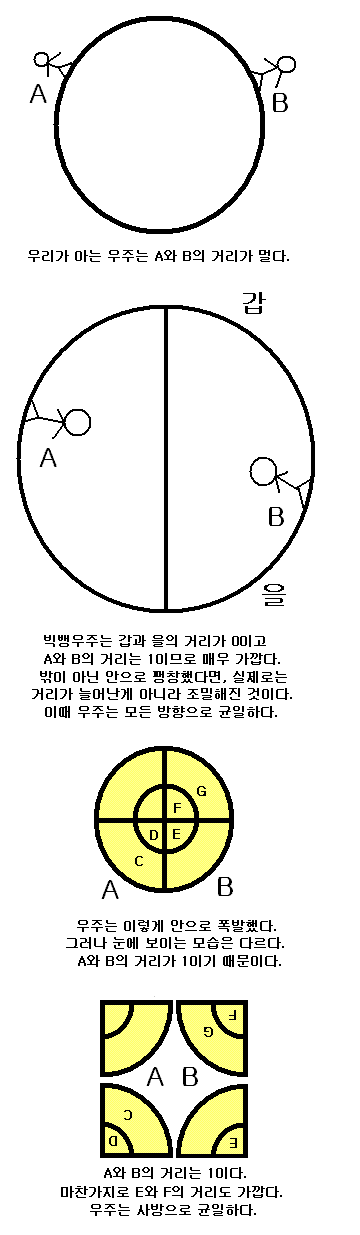 A
B
우리가 아는 우주는 A와 B의 거리가 멀다.
갑
A
B
을
빅뱅우주는 갑과 을의 거리가 0이고
A와 B의 거리는 1이므로 매우 가깝다.
밖이 아닌 안으로 팽창했다면, 실제로는
거리가 늘어난게 아니라 조밀해진 것이다.
이때 우주는 모든 방향으로 균일하다.
G
F
D
E
C
A
B
우주는 이렇게 안으로 폭발했다.
그러나 눈에 보이는 모습은 다르다.
A와 B의 거리가 1이기 때문이다.
F
G
A B
C
D
E
A와 B의 거리는 1이다.
마찬가지로 E와 F의 거리도 가깝다.
우주는 사방으로 균일하다.